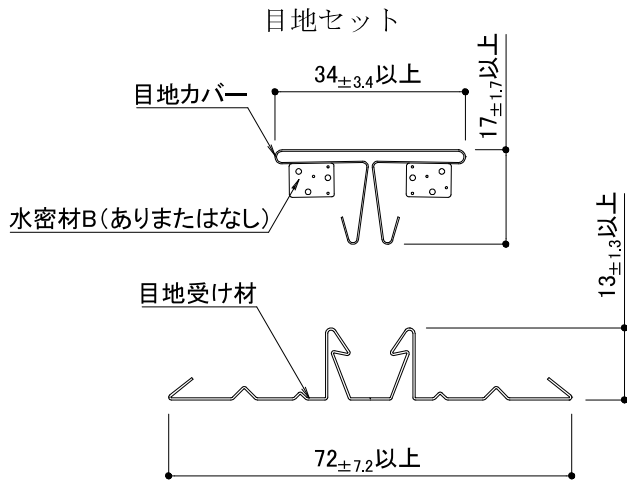 目地セット
34±3.4以上
17±1.7以上
目地カバー
水密材B(ありまたはなし)
13±1.3以上
目地受け材
72±7.2以上